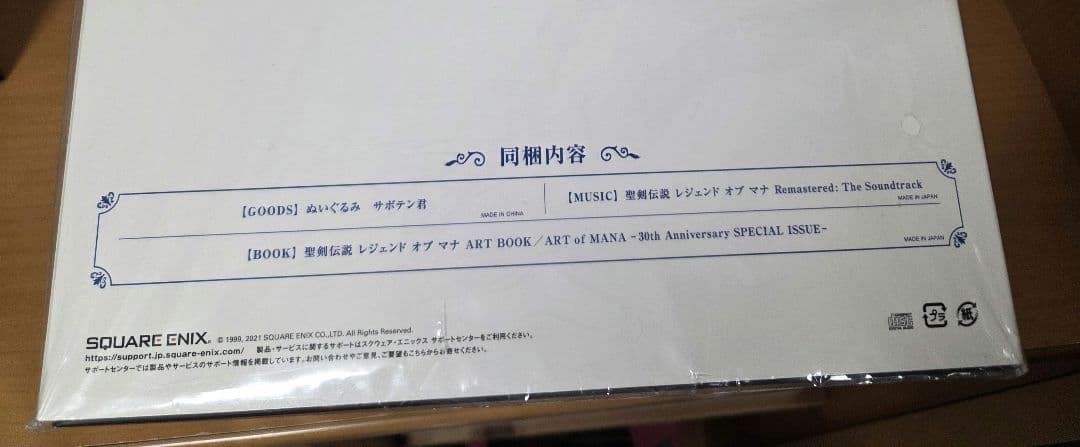 同梱内容
【GOODS】ぬいぐるみ サボテン君
MADE IN CHINA
【MUSIC】聖剣伝説 レジェンド オブ マナ Remastered: The Soundtrack
MADE IN JAPAN
【BOOK】聖剣伝説 レジェンド オブ マナ ART BOOK／ART of MANA -30th Anniversary SPECIAL ISSUE-
MADE IN JAPAN
SQUARE ENIX. © 1999, 2021 SQUARE ENIX CO.,LTD. All Rights Reserved.
https://support.jp.square-enix.com/ 製品・サービスに関するサポートはスクウェア・エニックス サポートセンターをご利用ください。
サポートセンターでは製品やサービスのサポート情報を掲載しています。お問い合わせやご意見、ご要望もこちらからお寄せください。
COMPACT disc DIGITAL AUDIO
プラ
紙